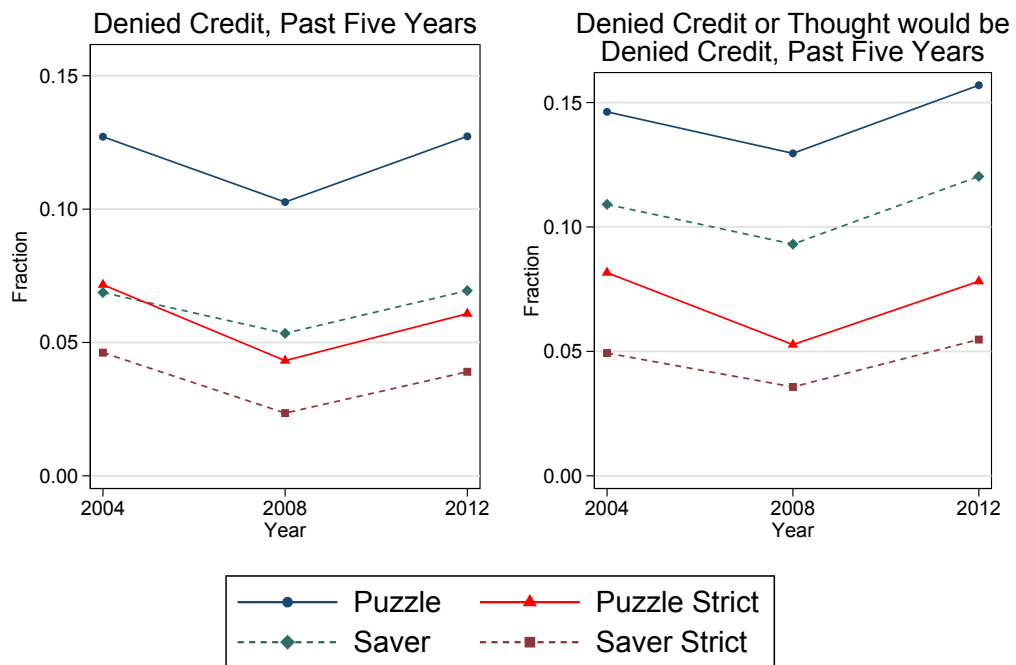 Denied Credit, Past Five Years
0.15
0.10
0.05
0.00
Fraction
2004
2008
2012
Year
Denied Credit or Thought would be
Denied Credit, Past Five Years
0.15
0.10
0.05
0.00
Fraction
2004
2008
2012
Year
Puzzle
Puzzle Strict
Saver
Saver Strict